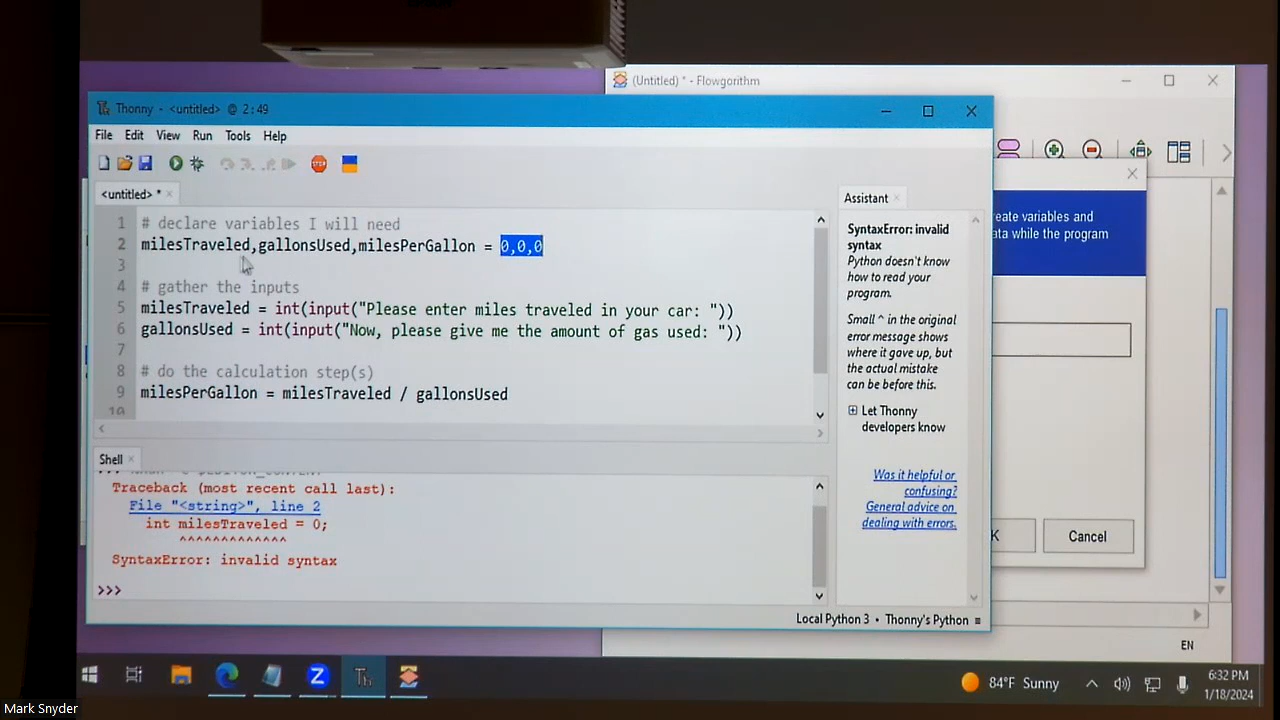 (Untitled) * - Flowgorithm
Thonny - <untitled> @ 2:49
File Edit View Run Tools Help
<untitled> *
1 # declare variables I will need
2 milesTraveled,gallonsUsed,milesPerGallon = 0,0,0
3
4 # gather the inputs
5 milesTraveled = int(input("Please enter miles traveled in your car: "))
6 gallonsUsed = int(input("Now, please give me the amount of gas used: "))
7
8 # do the calculation step(s)
9 milesPerGallon = milesTraveled / gallonsUsed
10
Assistant
SyntaxError: invalid
syntax
Python doesn't know
how to read your
program.
Small ^ in the original
error message shows
where it gave up, but
the actual mistake
can be before this.
Let Thonny
developers know
Was it helpful or
confusing?
General advice on
dealing with errors.
Shell
Traceback (most recent call last):
File "<string>", line 2
int milesTraveled = 0;
^^^^^^^^^^^^^
SyntaxError: invalid syntax
>>>
Local Python 3 • Thonny's Python
reate variables and
ata while the program
K
Cancel
EN
84°F Sunny
6:32 PM
1/18/2024
Mark Snyder